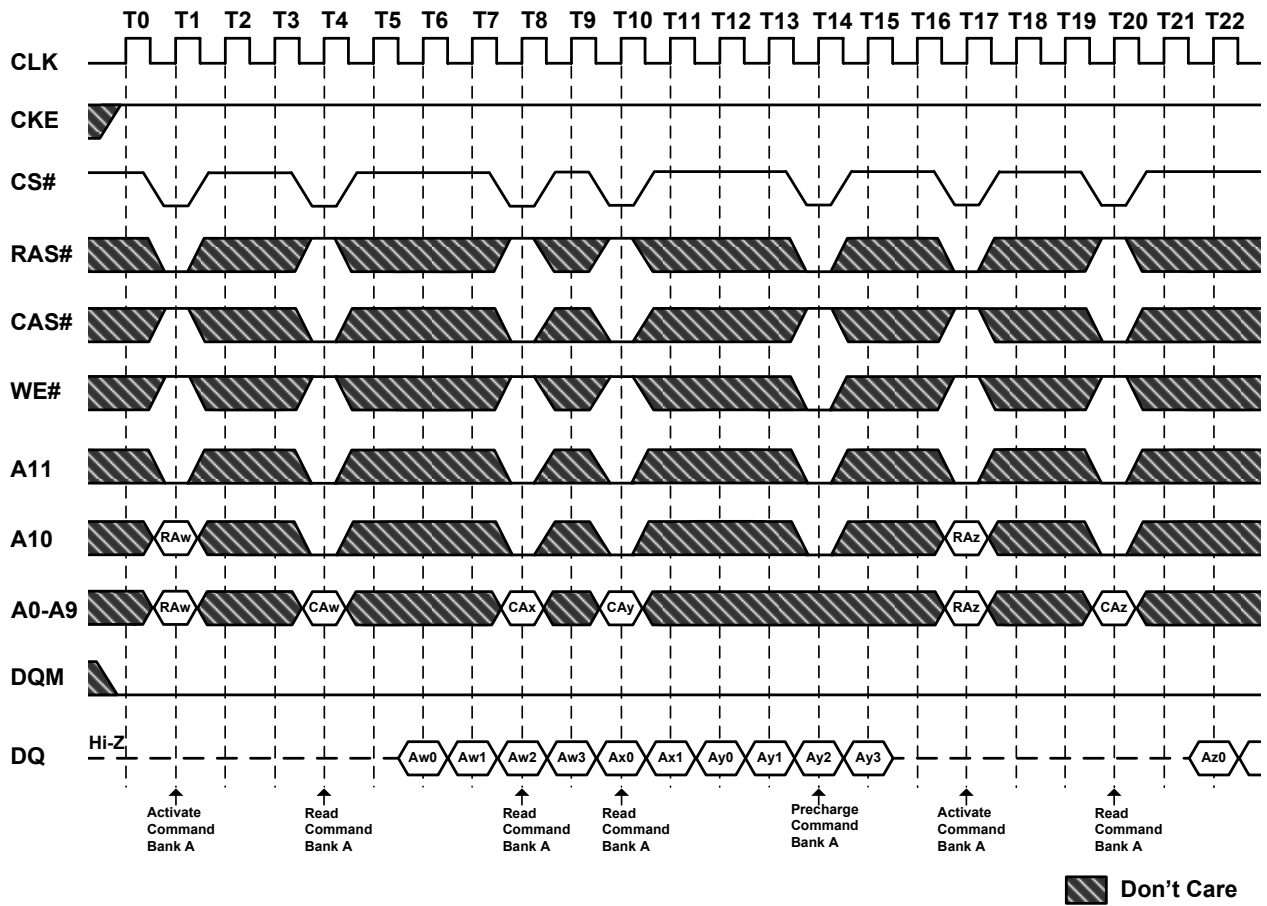 T0 T1 T2 T3 T4 T5 T6 T7 T8 T9 T10 T11 T12 T13 T14 T15 T16 T17 T18 T19 T20 T21 T22
CLK
CKE
CS#
RAS#
CAS#
WE#
A11
A10 RAw RAz
A0-A9 RAw CAw CAx CAy RAz CAz
DQM
DQ Hi-Z Aw0 Aw1 Aw2 Aw3 Ax0 Ax1 Ay0 Ay1 Ay2 Ay3 Az0
Activate
Command
Bank A
Read
Command
Bank A
Read
Command
Bank A
Read
Command
Bank A
Precharge
Command
Bank A
Activate
Command
Bank A
Read
Command
Bank A
Don't Care